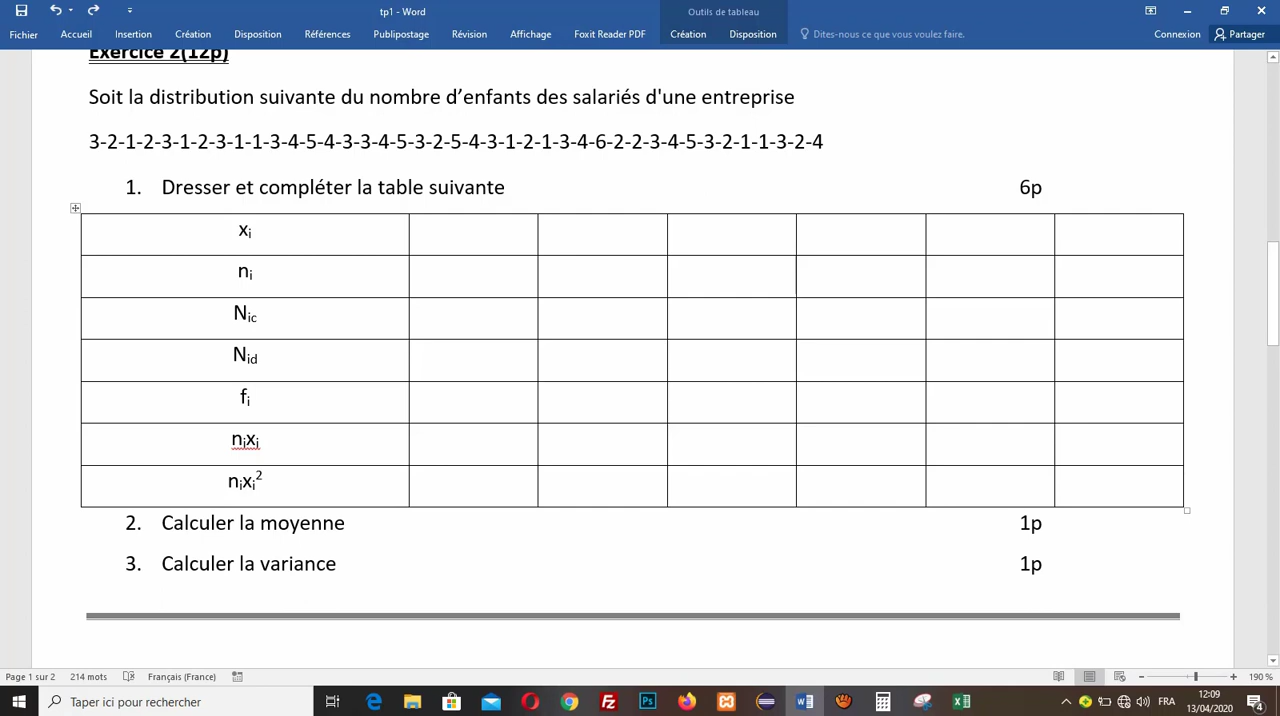 tp1 - Word
Outils de tableau
Fichier Accueil Insertion Création Disposition Références Publipostage Révision Affichage Foxit Reader PDF Création Disposition Dites-nous ce que vous voulez faire. Connexion Partager
Exercice 2(12p)
Soit la distribution suivante du nombre d’enfants des salariés d'une entreprise
3-2-1-2-3-1-2-3-1-1-3-4-5-4-3-3-4-5-3-2-5-4-3-1-2-1-3-4-6-2-2-3-4-5-3-2-1-1-3-2-4
1. Dresser et compléter la table suivante 6p
xi
ni
Nic
Nid
fi
nixi
nixi²
2. Calculer la moyenne 1p
3. Calculer la variance 1p
Page 1 sur 2 214 mots Français (France) 190 %
Taper ici pour rechercher
FRA
12:09
13/04/2020
4